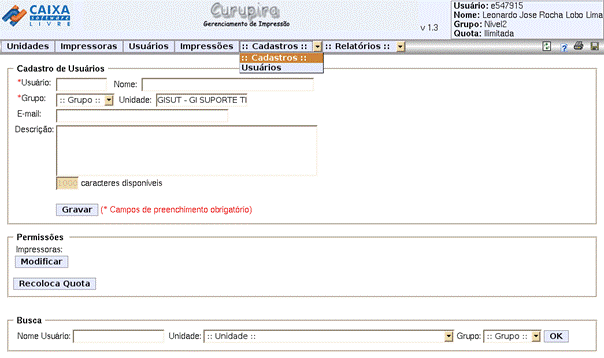 CAIXA
software
LIVRE
Curupira
Gerenciamento de Impressão
v 1.3
Usuário: e547915
Nome: Leonardo Jose Rocha Lobo Lima
Grupo: Nivel2
Quota: Ilimitada
Unidades Impressoras Usuários Impressões :: Cadastros :: :: Relatórios ::
:: Cadastros ::
Usuários
Cadastro de Usuários
*Usuário: Nome:
*Grupo: :: Grupo :: Unidade: GISUT - GI SUPORTE TI
E-mail:
Descrição:
1000 caracteres disponíveis
Gravar (* Campos de preenchimento obrigatório)
Permissões
Impressoras:
Modificar
Recoloca Quota
Busca
Nome Usuário: Unidade: :: Unidade :: Grupo: :: Grupo :: OK